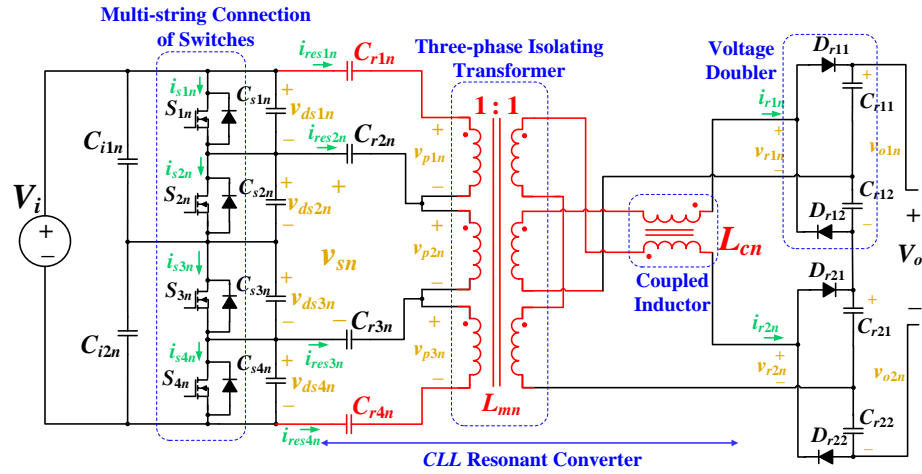 Multi-string Connection
of Switches
i_res1n
C_r1n
Three-phase Isolating
Transformer
Voltage
Doubler
D_r11
i_s1n
S_1n
C_s1n
v_ds1n
1 : 1
i_r1n
C_r11
C_i1n
i_res2n
C_r2n
v_p1n
v_r1n
v_o1n
i_s2n
S_2n
C_s2n
v_ds2n
C_r12
D_r12
V_i
v_sn
v_p2n
L_cn
V_o
i_s3n
S_3n
C_s3n
v_ds3n
Coupled
Inductor
D_r21
C_r21
C_i2n
C_r3n
i_res3n
i_r2n
i_s4n
S_4n
C_s4n
v_ds4n
v_p3n
v_r2n
v_o2n
L_mn
C_r4n
i_res4n
C_r22
D_r22
CLL Resonant Converter